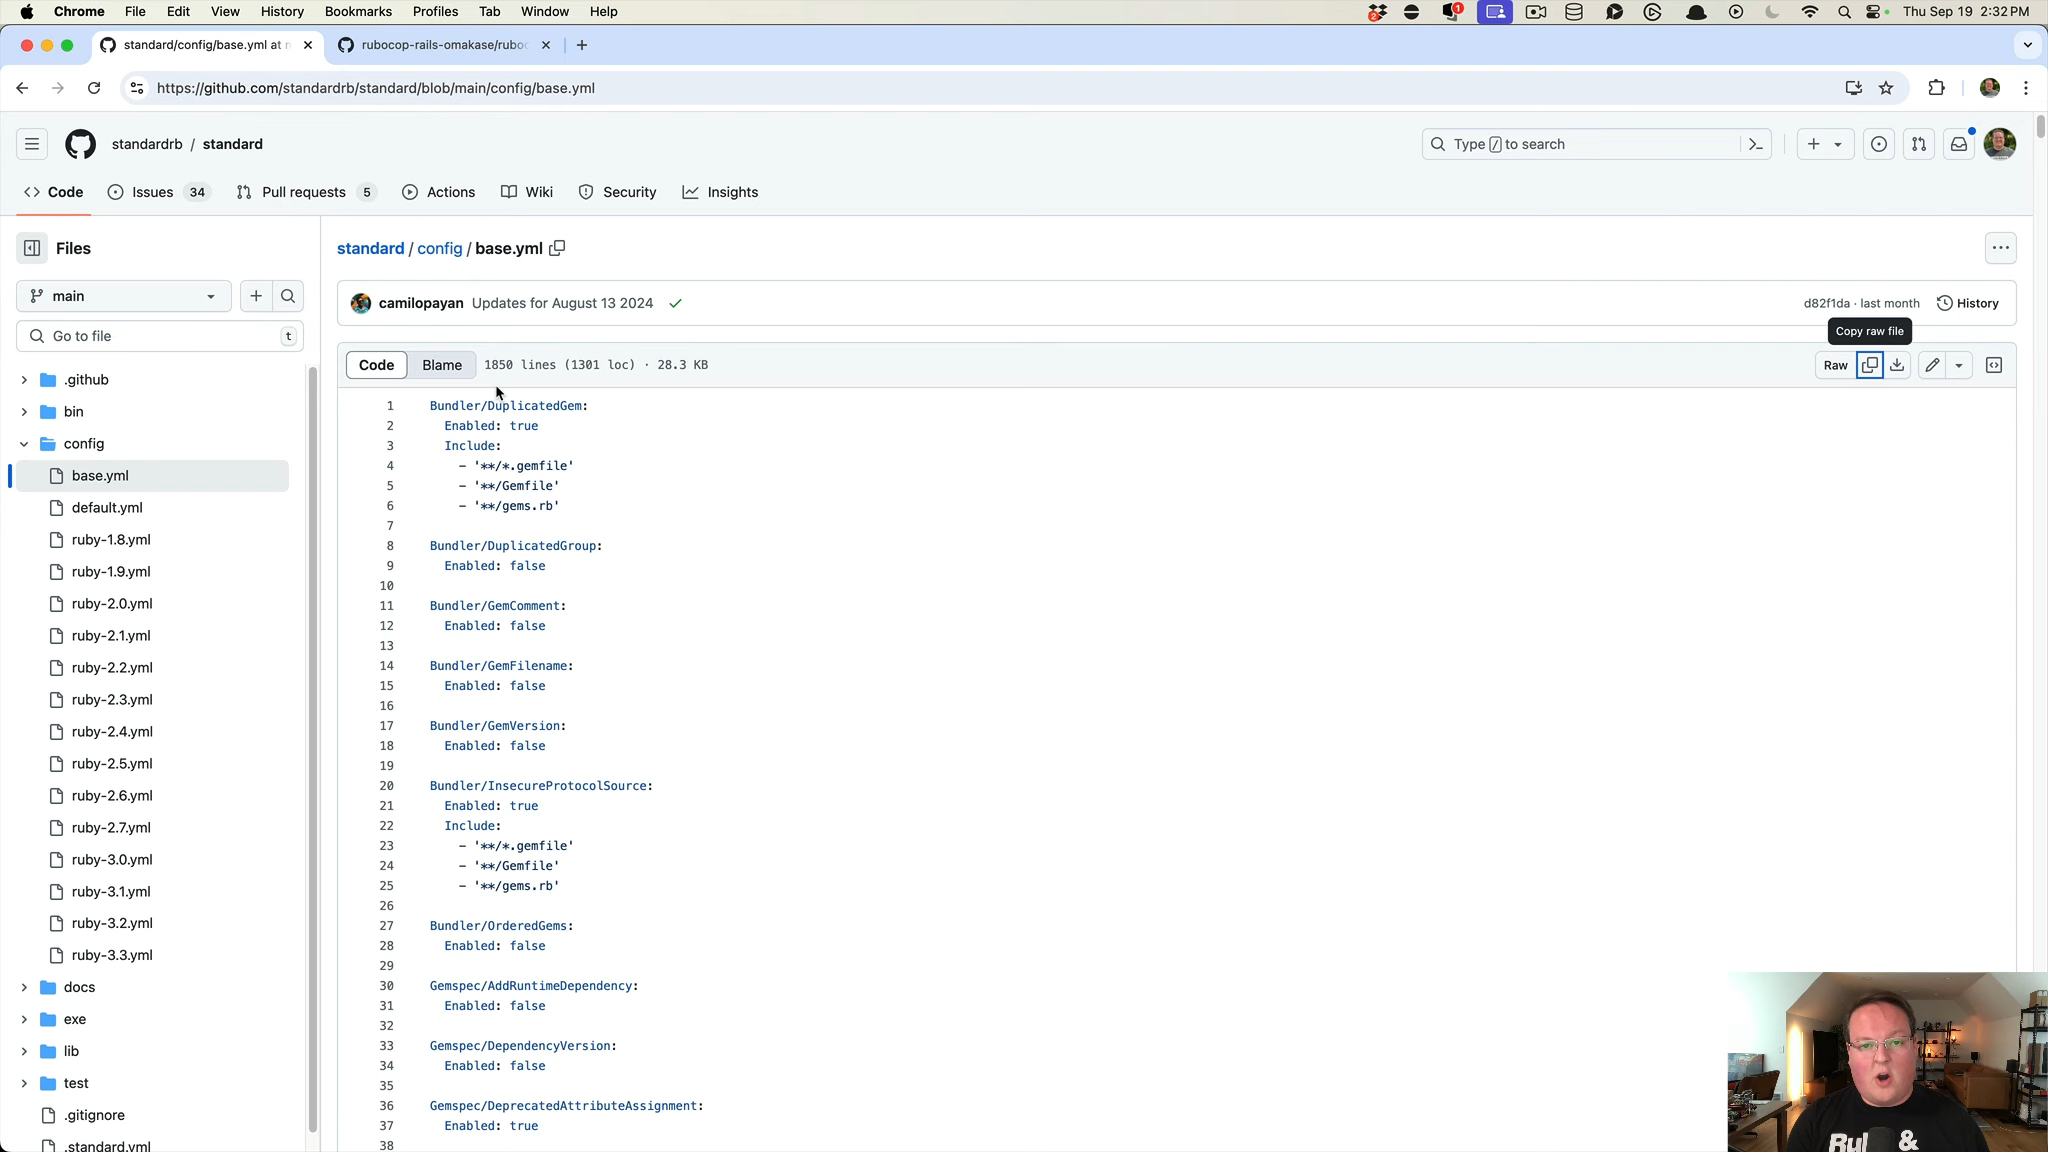 Chrome File Edit View History Bookmarks Profiles Tab Window Help
2 1 Thu Sep 19 2:32 PM
standard/config/base.yml at
rubocop-rails-omakase/rubo
https://github.com/standardrb/standard/blob/main/config/base.yml
standardrb / standard
Type / to search
Code Issues 34 Pull requests 5 Actions Wiki Security Insights
Files
main
Go to file t
.github
bin
config
base.yml
default.yml
ruby-1.8.yml
ruby-1.9.yml
ruby-2.0.yml
ruby-2.1.yml
ruby-2.2.yml
ruby-2.3.yml
ruby-2.4.yml
ruby-2.5.yml
ruby-2.6.yml
ruby-2.7.yml
ruby-3.0.yml
ruby-3.1.yml
ruby-3.2.yml
ruby-3.3.yml
docs
exe
lib
test
.gitignore
.standard.yml
standard / config / base.yml
camilopayan Updates for August 13 2024
d82f1da · last month History
Copy raw file
Code Blame 1850 lines (1301 loc) · 28.3 KB
Raw
1 Bundler/DuplicatedGem:
2 Enabled: true
3 Include:
4 - '**/*.gemfile'
5 - '**/Gemfile'
6 - '**/gems.rb'
7
8 Bundler/DuplicatedGroup:
9 Enabled: false
10
11 Bundler/GemComment:
12 Enabled: false
13
14 Bundler/GemFilename:
15 Enabled: false
16
17 Bundler/GemVersion:
18 Enabled: false
19
20 Bundler/InsecureProtocolSource:
21 Enabled: true
22 Include:
23 - '**/*.gemfile'
24 - '**/Gemfile'
25 - '**/gems.rb'
26
27 Bundler/OrderedGems:
28 Enabled: false
29
30 Gemspec/AddRuntimeDependency:
31 Enabled: false
32
33 Gemspec/DependencyVersion:
34 Enabled: false
35
36 Gemspec/DeprecatedAttributeAssignment:
37 Enabled: true
38
&